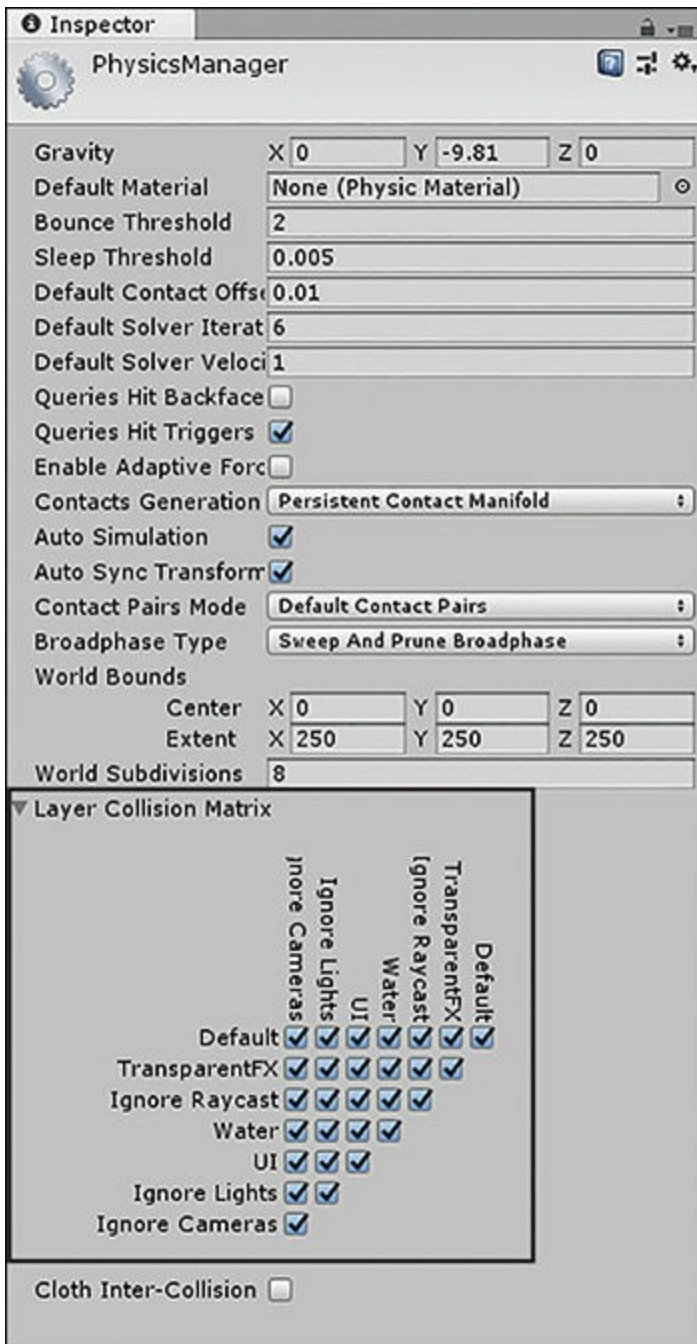 Inspector
PhysicsManager
Gravity X 0 Y -9.81 Z 0
Default Material None (Physic Material)
Bounce Threshold 2
Sleep Threshold 0.005
Default Contact Offse 0.01
Default Solver Iterat 6
Default Solver Veloci 1
Queries Hit Backface
Queries Hit Triggers
Enable Adaptive Forc
Contacts Generation Persistent Contact Manifold
Auto Simulation
Auto Sync Transform
Contact Pairs Mode Default Contact Pairs
Broadphase Type Sweep And Prune Broadphase
World Bounds
Center X 0 Y 0 Z 0
Extent X 250 Y 250 Z 250
World Subdivisions 8
Layer Collision Matrix
gnore Cameras
Ignore Lights
UI
Water
Ignore Raycast
TransparentFX
Default
Default
TransparentFX
Ignore Raycast
Water
UI
Ignore Lights
Ignore Cameras
Cloth Inter-Collision